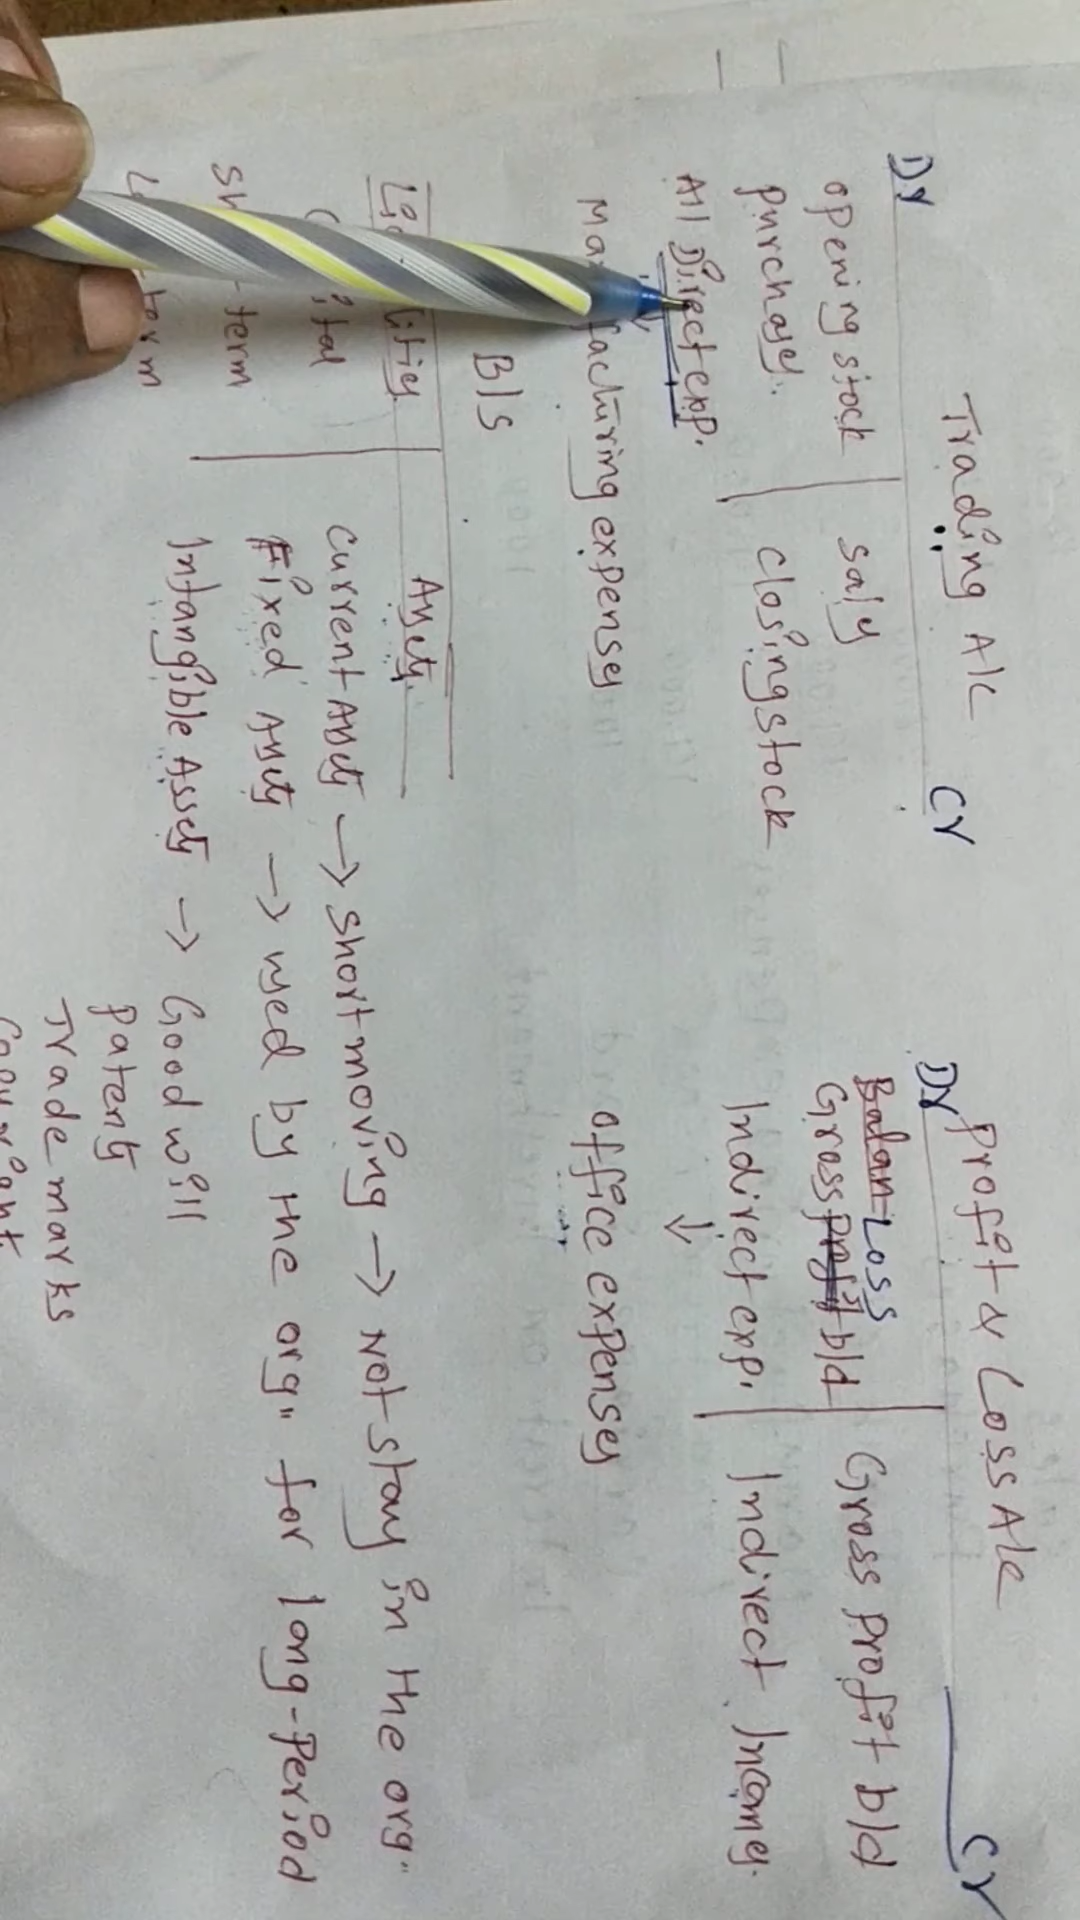 Trading A/c
Dr Cr
opening stock saly
purchases. closing stock
All Direct exp.
facturing expenses
Profit & Loss A/c
Dr Cr
Loss
Gross b/d Gross Profit b/d
Indirect exp. Indirect Incomes.
↓
office expenses
B/S
Assets.
Current Assets → short moving → Not stay in the org"
term Fixed Assets → used by the org" for long-Period
term Intangible Assets → Good will
patents
Trade marks